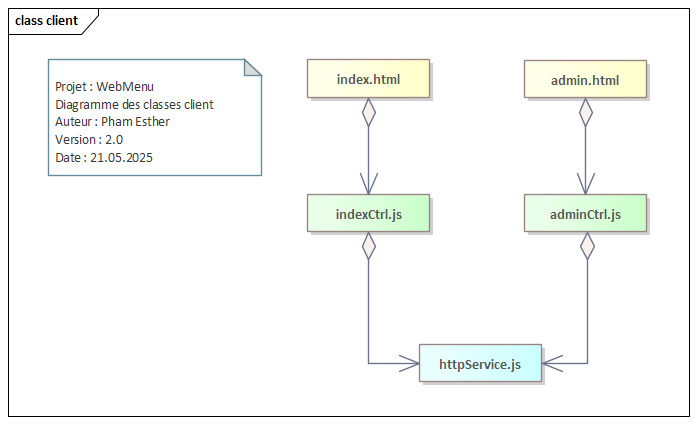 class client
Projet : WebMenu
Diagramme des classes client
Auteur : Pham Esther
Version : 2.0
Date : 21.05.2025
index.html
admin.html
indexCtrl.js
adminCtrl.js
httpService.js